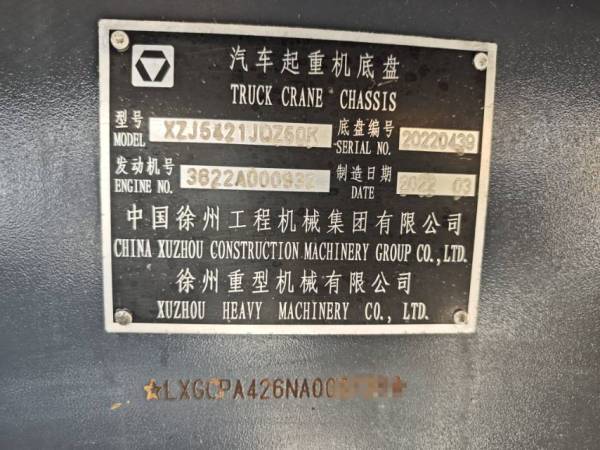 汽车起重机底盘
TRUCK CRANE CHASSIS
型号 MODEL XZJ5421JQZ60K 底盘编号 SERIAL NO. 20220439
发动机号 ENGINE NO. 3622A000932 制造日期 DATE 2022 03
中国徐州工程机械集团有限公司
CHINA XUZHOU CONSTRUCTION MACHINERY GROUP CO.,LTD.
徐州重型机械有限公司
XUZHOU HEAVY MACHINERY CO., LTD.
★LXGCPA426NA00